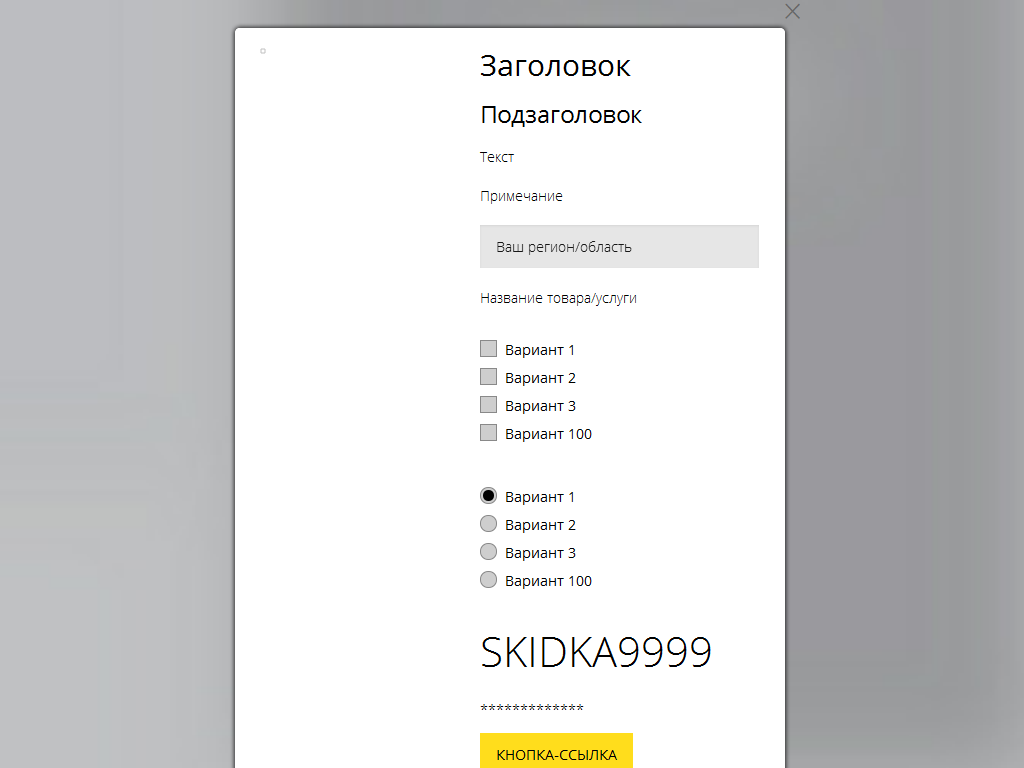 Заголовок
Подзаголовок
Текст
Примечание
Ваш регион/область
Название товара/услуги
Вариант 1
Вариант 2
Вариант 3
Вариант 100
Вариант 1
Вариант 2
Вариант 3
Вариант 100
SKIDKA9999
*************
КНОПКА-ССЫЛКА